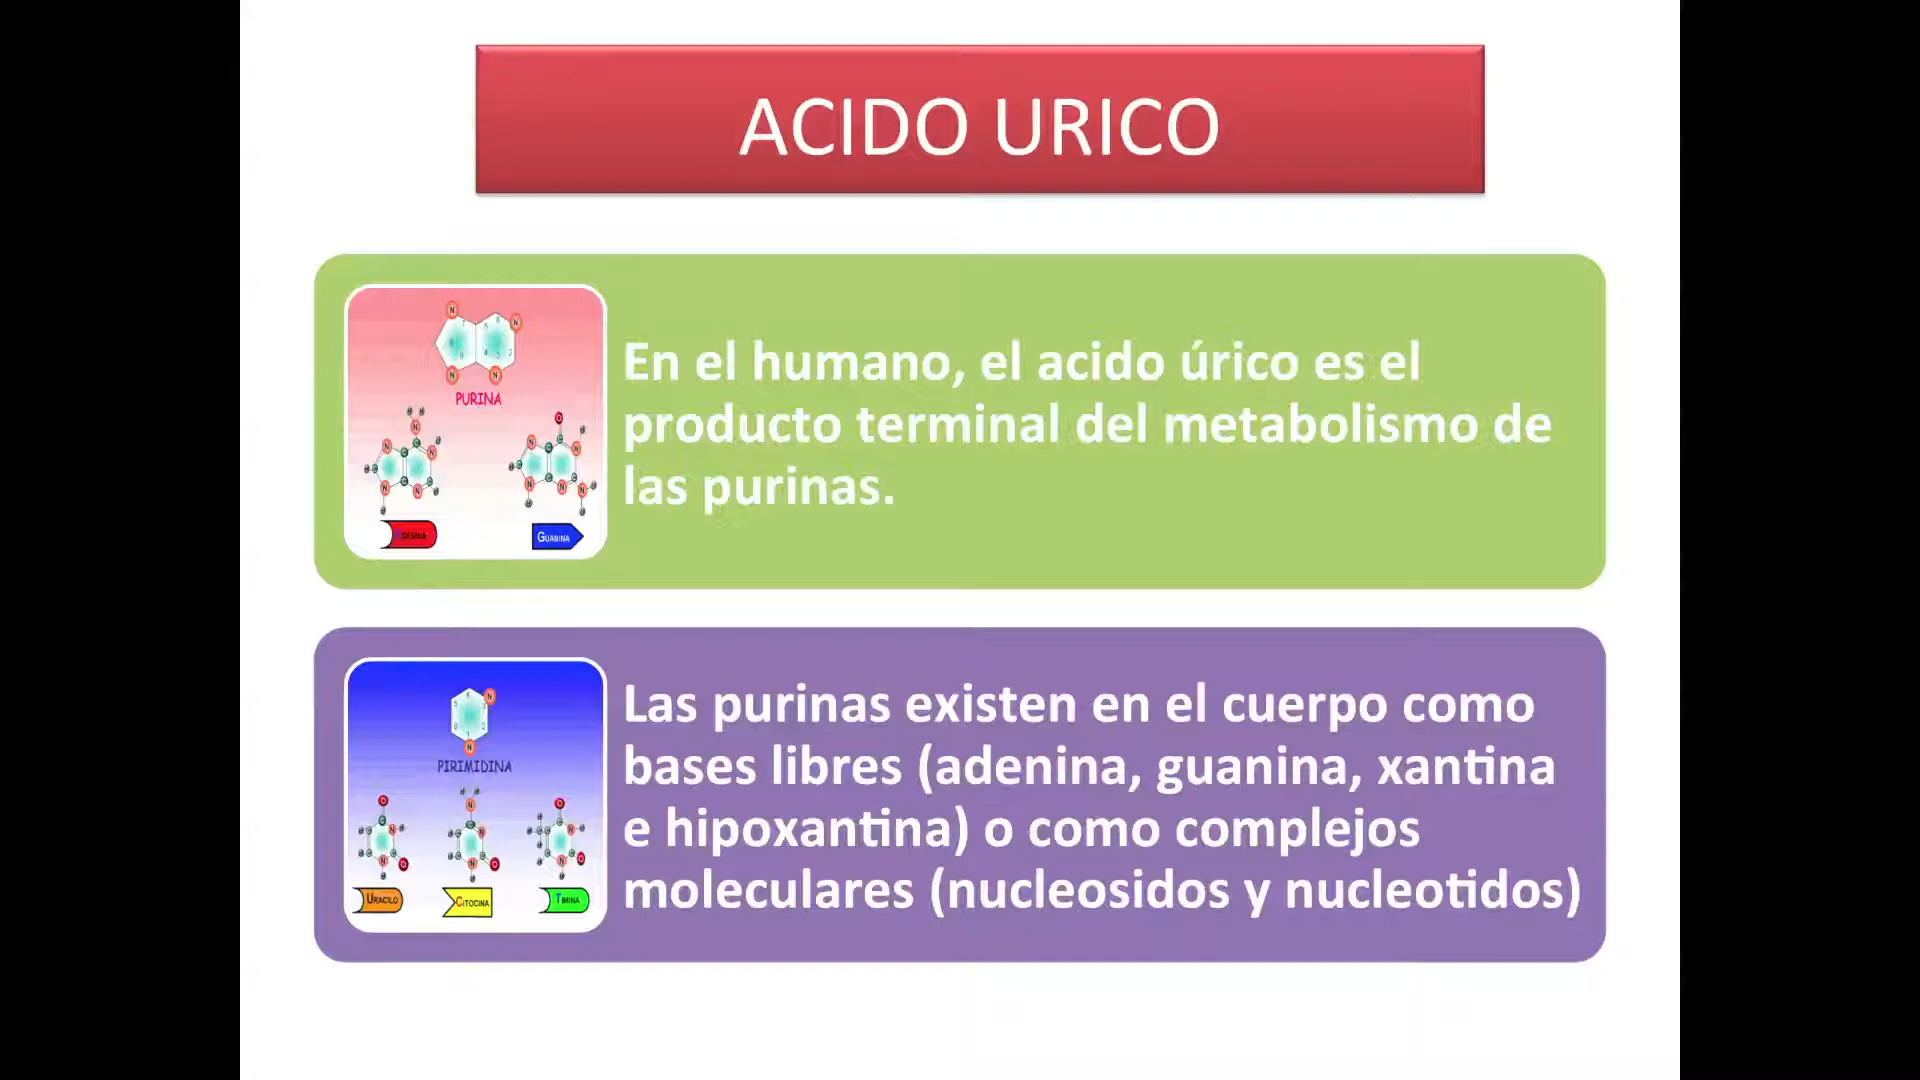 ACIDO URICO
PURINA
GUANINA
En el humano, el acido úrico es el
producto terminal del metabolismo de
las purinas.
PIRIMIDINA
URACILO
CITOCINA
TIMINA
Las purinas existen en el cuerpo como
bases libres (adenina, guanina, xantina
e hipoxantina) o como complejos
moleculares (nucleosidos y nucleotidos)